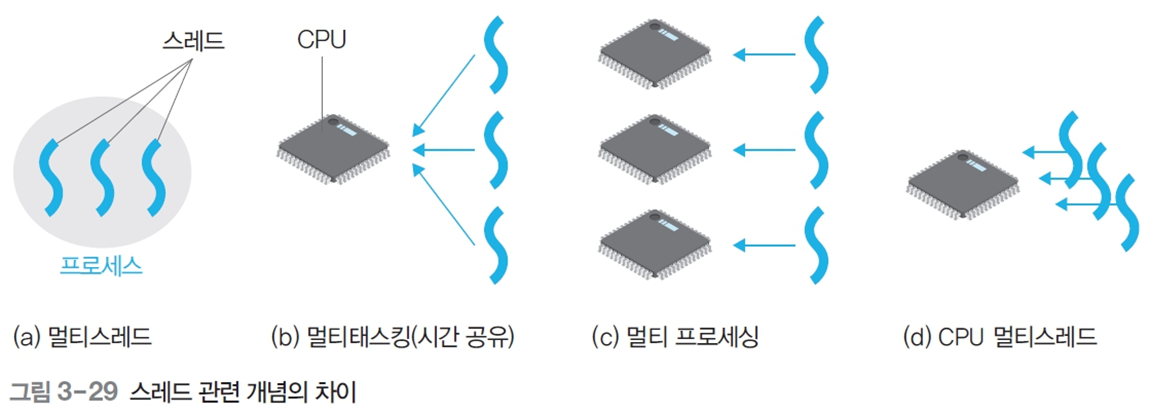 스레드
CPU
프로세스
(a) 멀티스레드
(b) 멀티태스킹(시간 공유)
(c) 멀티 프로세싱
(d) CPU 멀티스레드
그림 3-29 스레드 관련 개념의 차이